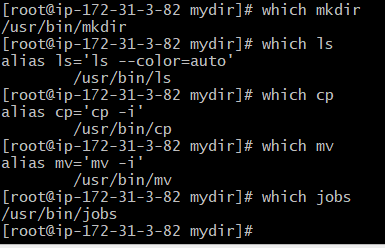 [root@ip-172-31-3-82 mydir]# which mkdir
/usr/bin/mkdir
[root@ip-172-31-3-82 mydir]# which ls
alias ls='ls --color=auto'
        /usr/bin/ls
[root@ip-172-31-3-82 mydir]# which cp
alias cp='cp -i'
        /usr/bin/cp
[root@ip-172-31-3-82 mydir]# which mv
alias mv='mv -i'
        /usr/bin/mv
[root@ip-172-31-3-82 mydir]# which jobs
/usr/bin/jobs
[root@ip-172-31-3-82 mydir]#